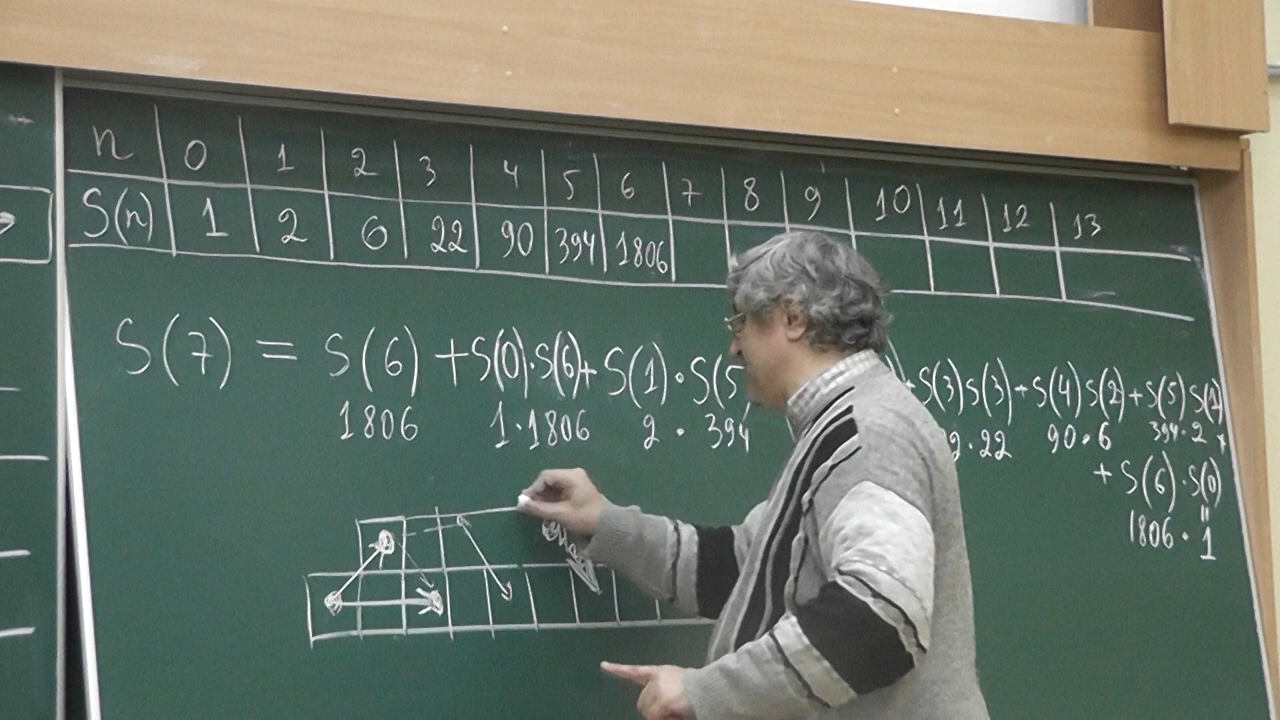 n 0 1 2 3 4 5 6 7 8 9 10 11 12 13
S(n) 1 2 6 22 90 394 1806
S(7) = S(6) + S(0)·S(6) + S(1)·S(5 ) + S(3)S(3) + S(4)S(2) + S(5)S(1)
1806 1·1806 2·394 2·22 90·6 394·2 +
+ S(6)·S(0)
1806·1